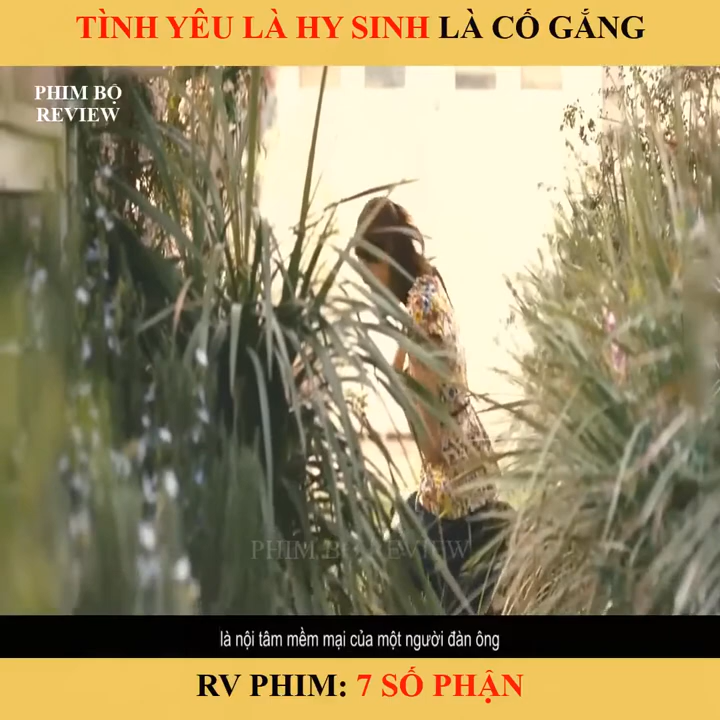 TÌNH YÊU LÀ HY SINH LÀ CỐ GẮNG
PHIM BỘ
REVIEW
PHIM BỘ REVIEW
là nội tâm mềm mại của một người đàn ông
RV PHIM: 7 SỐ PHẬN